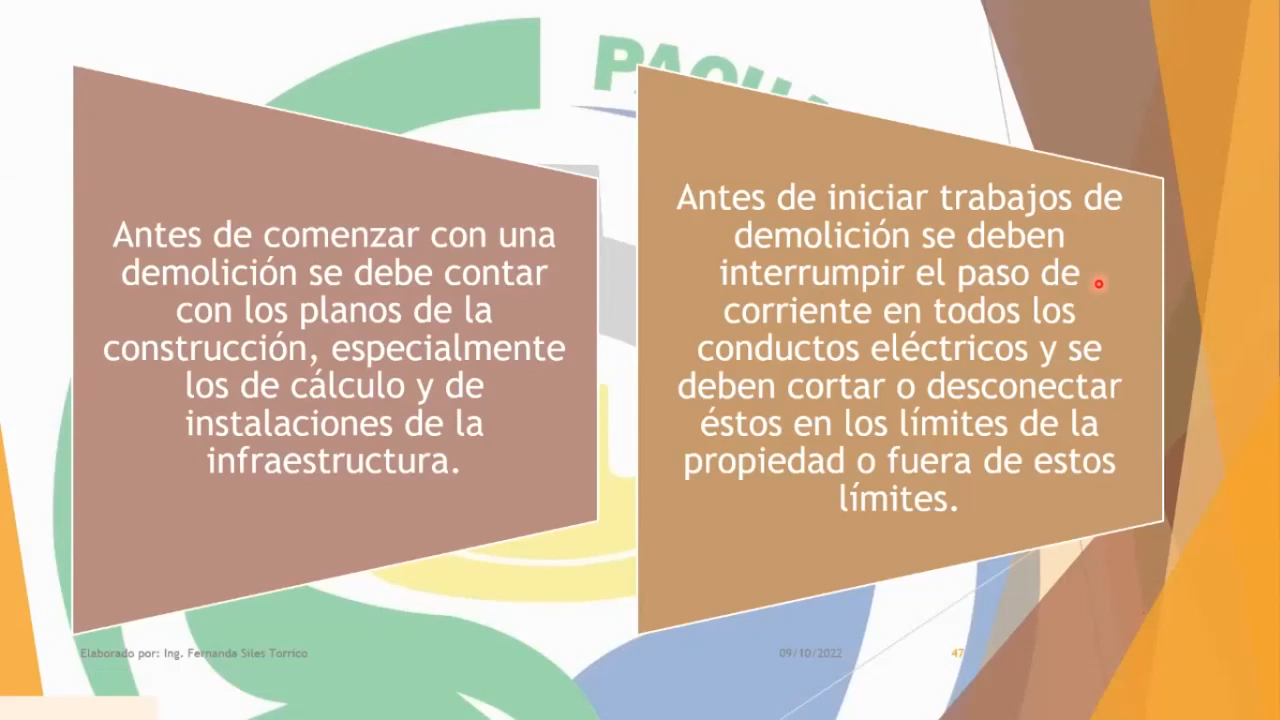 Antes de comenzar con una
demolición se debe contar
con los planos de la
construcción, especialmente
los de cálculo y de
instalaciones de la
infraestructura.
Antes de iniciar trabajos de
demolición se deben
interrumpir el paso de
corriente en todos los
conductos eléctricos y se
deben cortar o desconectar
éstos en los límites de la
propiedad o fuera de estos
límites.
Elaborado por: Ing. Fernanda Siles Torrico
09/10/2022
47